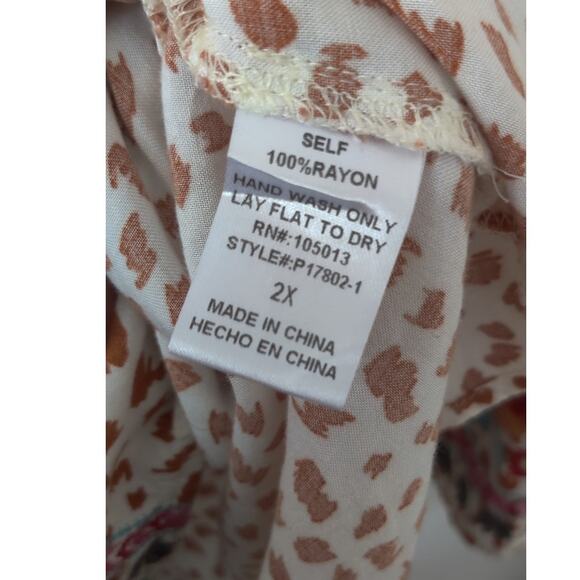 SELF
100%RAYON
HAND WASH ONLY
LAY FLAT TO DRY
RN#:105013
STYLE#:P17802-1
2X
MADE IN CHINA
HECHO EN CHINA